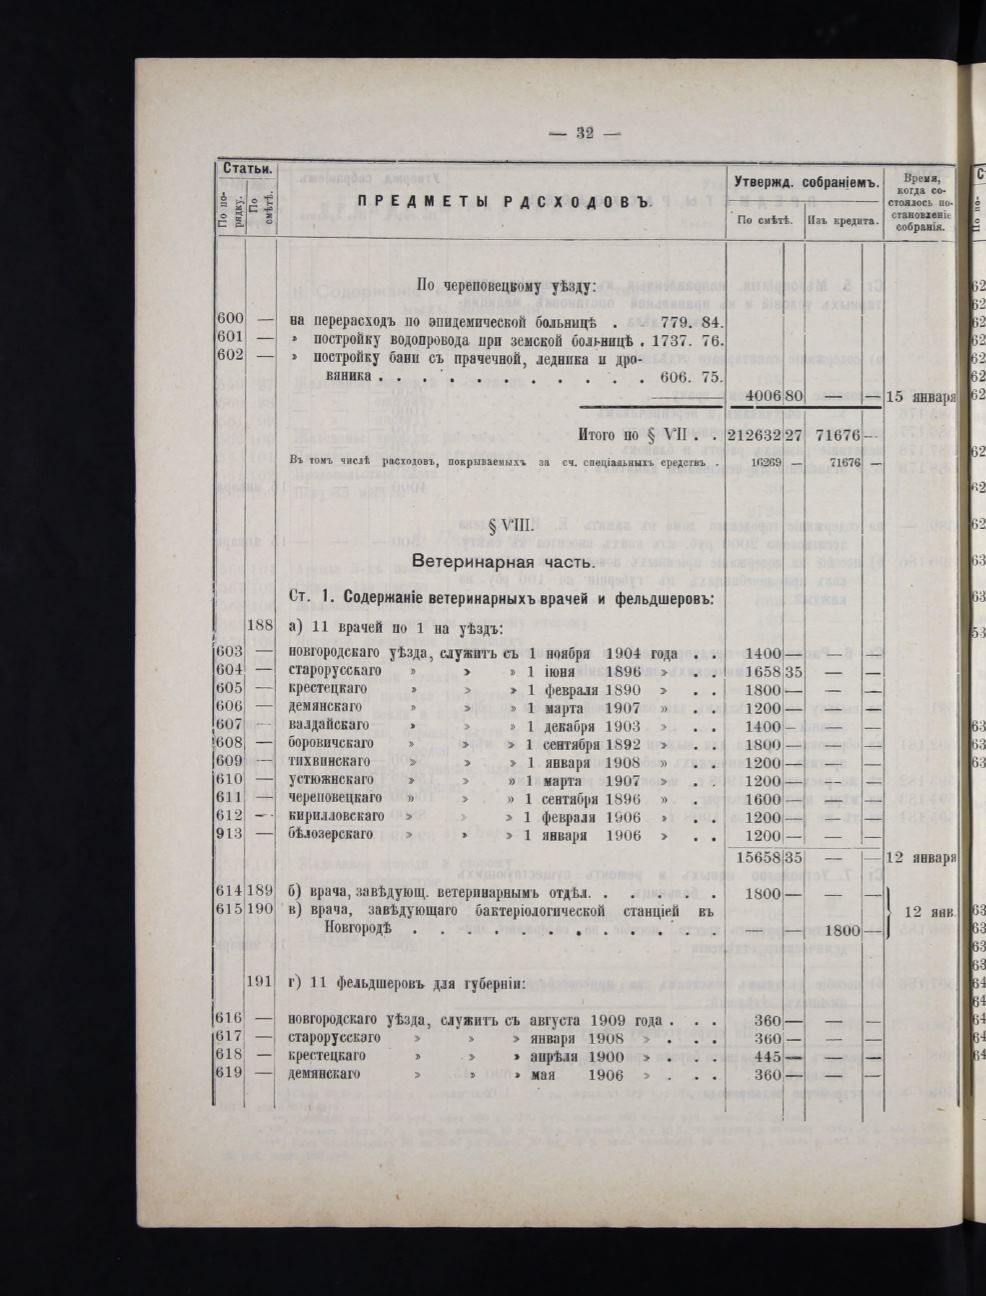 — 32 —
Статьи.
По по-рядку.
По смѣтѣ.
ПРЕДМЕТЫ РДСХОДОВЪ.
Утвержд. собраніемъ.
По смѣтѣ.
Изъ кредита.
Время,
когда со-
стоялось по-
становленіе
собранія.
По череповецкому уѣзду:
600 — на перерасходъ по эпидемической больницѣ . . 779. 84.
601 — » постройку водопровода при земской больницѣ . 1737. 76.
602 — » постройку бани съ прачечной, ледника и дро-
вяника . . . . . . . . . . . . 606. 75.
4006 80 — — 15 января
Итого по § VII . . 212632 27 71676 —
Въ томъ числѣ расходовъ, покрываемыхъ за сч. спеціальныхъ средствъ . 16269 — 71676 —
§ VIII.
Ветеринарная часть.
Ст. 1. Содержаніе ветеринарныхъ врачей и фельдшеровъ:
188 а) 11 врачей по 1 на уѣздъ:
603 — новгородскаго уѣзда, служитъ съ 1 ноября 1904 года . . 1400 — — —
604 — старорусскаго » » » 1 іюня 1896 » . . 1658 35 — —
605 — крестецкаго » » » 1 февраля 1890 » . . 1800 — — —
606 — демянскаго » » » 1 марта 1907 » . . 1200 — — —
607 — валдайскаго » » » 1 декабря 1903 » . . 1400 — — —
608 — боровичскаго » » » 1 сентября 1892 » . . 1800 — — —
609 — тихвинскаго » » » 1 января 1908 » . . 1200 — — —
610 — устюжнскаго » » » 1 марта 1907 » . . 1200 — — —
611 — череповецкаго » » » 1 сентября 1896 » . 1600 — — —
612 — кирилловскаго » » » 1 февраля 1906 » . . 1200 — — —
913 — бѣлозерскаго » » » 1 января 1906 » . . 1200 — — —
15658 35 — — 12 января
614 189 б) врача, завѣдующ. ветеринарнымъ отдѣл. . . . . . 1800 — — —
615 190 в) врача, завѣдующаго бактеріологической станціей въ
12 янв.
Новгородѣ . . . . . . . . . . . . — — 1800 —
191 г) 11 фельдшеровъ для губерніи:
616 — новгородскаго уѣзда, служитъ съ августа 1909 года . . . 360 — — —
617 — старорусскаго » » » января 1908 » . . . 360 — — —
618 — крестецкаго » » » апрѣля 1900 » . . . 445 — — —
619 — демянскаго » » » мая 1906 » . . . 360 — — —